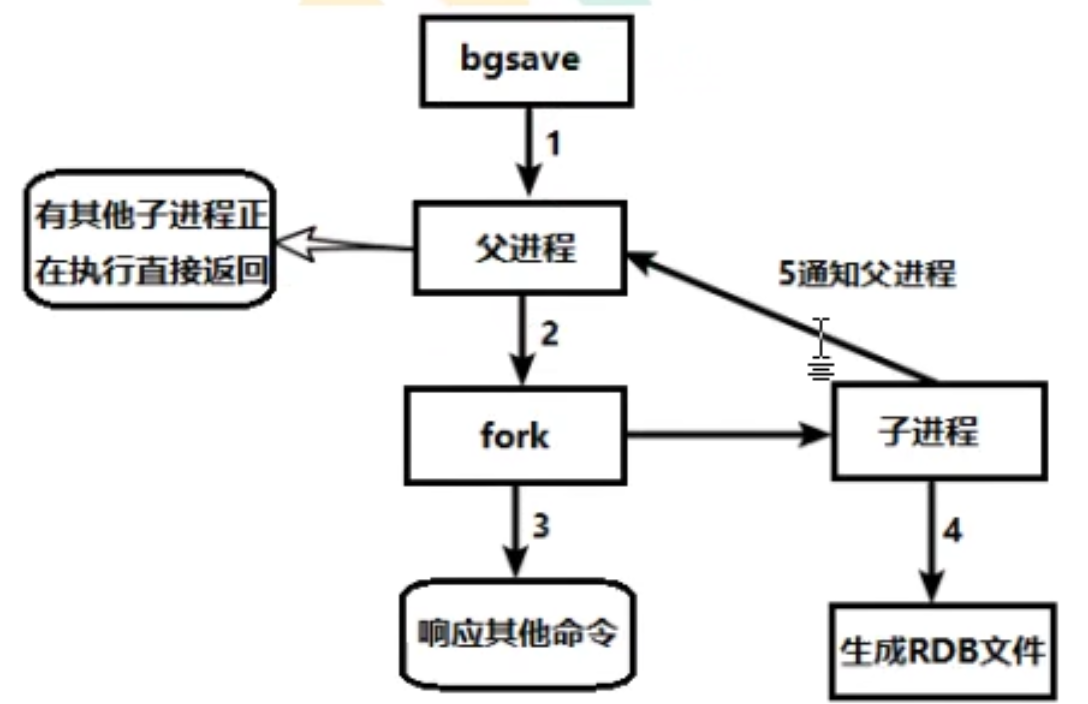 bgsave
1
有其他子进程正
在执行直接返回
父进程
5通知父进程
2
fork
子进程
3
4
响应其他命令
生成RDB文件